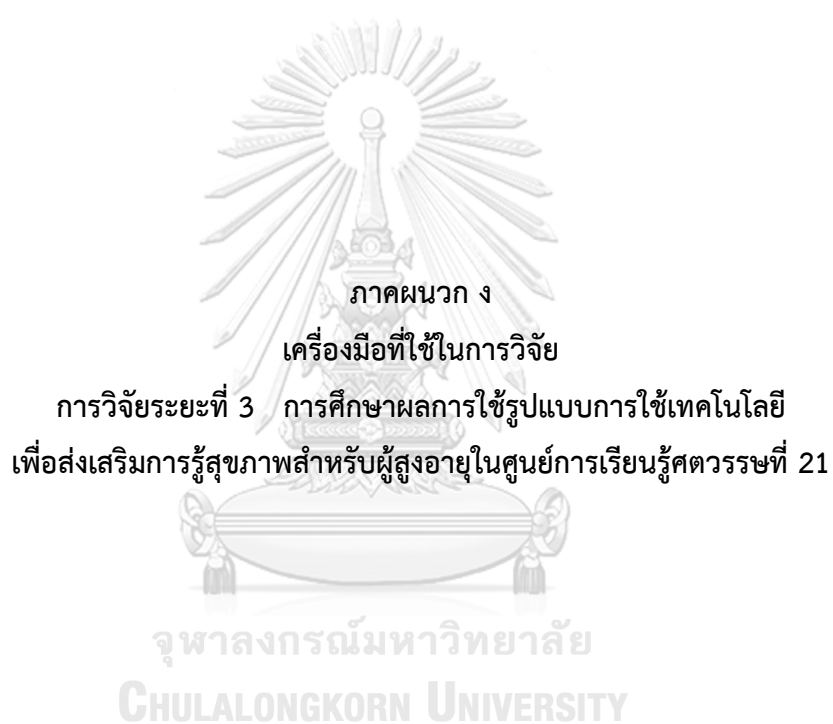 ภาคผนวก ง
เครื่องมือที่ใช้ในการวิจัย
การวิจัยระยะที่ 3 การศึกษาผลการใช้รูปแบบการใช้เทคโนโลยี
เพื่อส่งเสริมการรู้สุขภาพสำหรับผู้สูงอายุในศูนย์การเรียนรู้ศตวรรษที่ 21
จุฬาลงกรณ์มหาวิทยาลัย
CHULALONGKORN UNIVERSITY